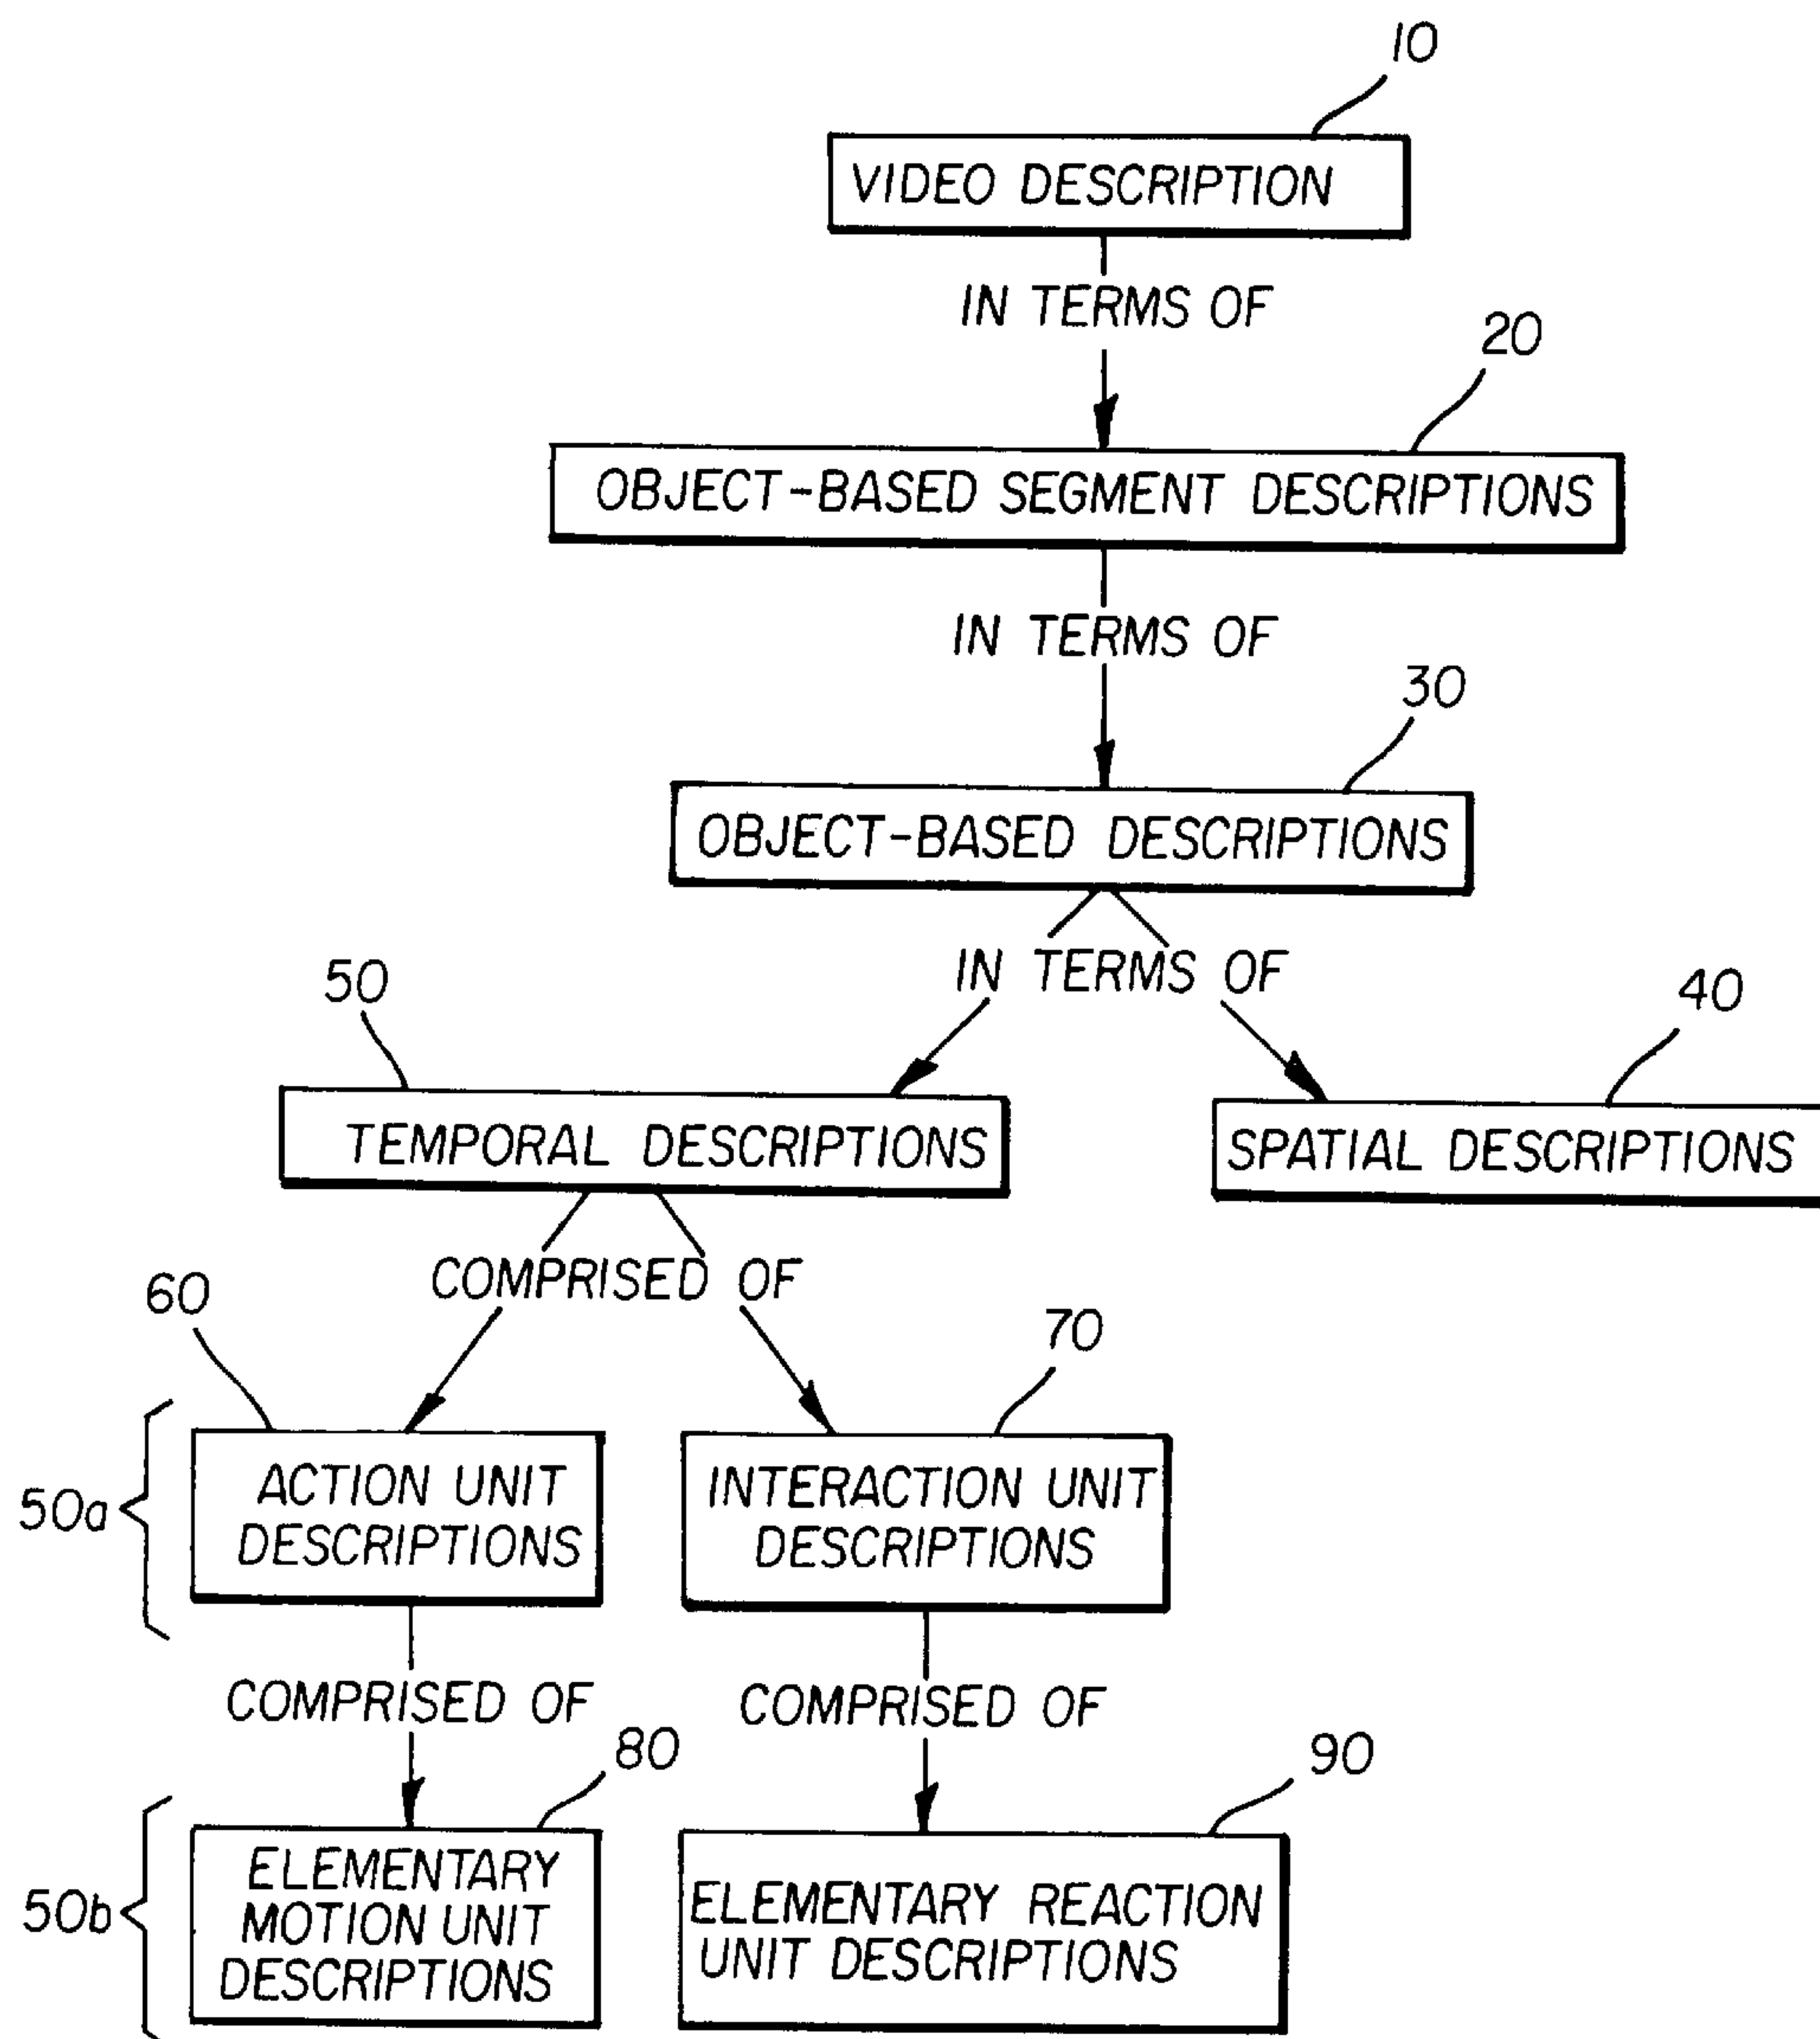 10
VIDEO DESCRIPTION
IN TERMS OF
20
OBJECT-BASED SEGMENT DESCRIPTIONS
IN TERMS OF
30
OBJECT-BASED DESCRIPTIONS
IN TERMS OF
50
40
TEMPORAL DESCRIPTIONS
SPATIAL DESCRIPTIONS
COMPRISED OF
60
70
50a
ACTION UNIT
DESCRIPTIONS
INTERACTION UNIT
DESCRIPTIONS
COMPRISED OF
COMPRISED OF
80
90
50b
ELEMENTARY
MOTION UNIT
DESCRIPTIONS
ELEMENTARY REACTION
UNIT DESCRIPTIONS